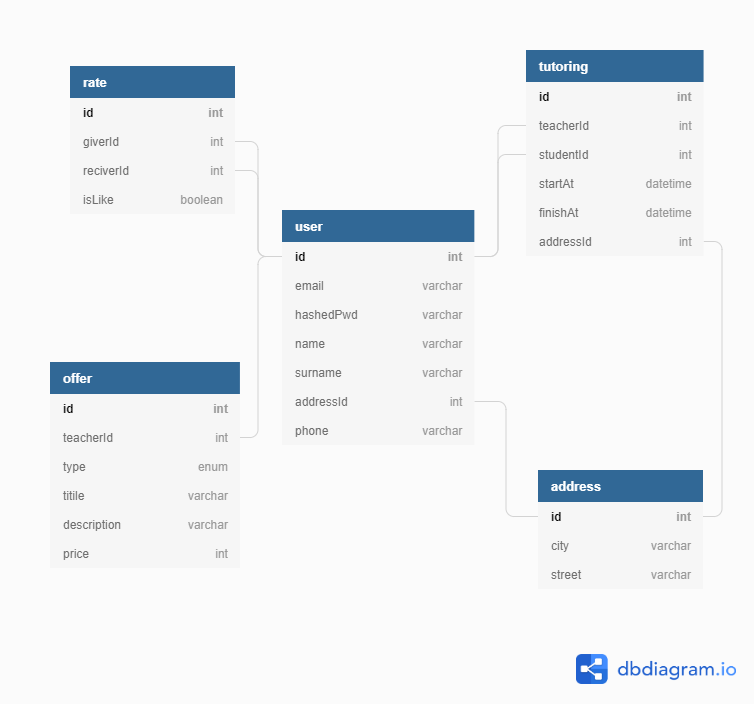 rate
id int
giverId int
reciverId int
isLike boolean
tutoring
id int
teacherId int
studentId int
startAt datetime
finishAt datetime
addressId int
user
id int
email varchar
hashedPwd varchar
name varchar
surname varchar
addressId int
phone varchar
offer
id int
teacherId int
type enum
titile varchar
description varchar
price int
address
id int
city varchar
street varchar
dbdiagram.io